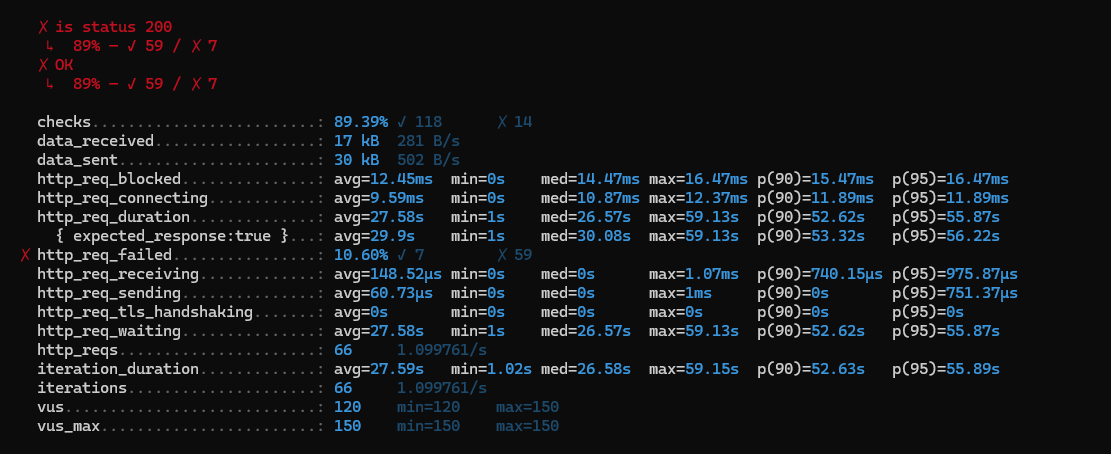 ✗ is status 200
↳  89% — ✓ 59 / ✗ 7
✗ OK
↳  89% — ✓ 59 / ✗ 7
checks.........................: 89.39% ✓ 118      ✗ 14
data_received..................: 17 kB  281 B/s
data_sent......................: 30 kB  502 B/s
http_req_blocked...............: avg=12.45ms  min=0s    med=14.47ms max=16.47ms p(90)=15.47ms  p(95)=16.47ms
http_req_connecting............: avg=9.59ms   min=0s    med=10.87ms max=12.37ms p(90)=11.89ms  p(95)=11.89ms
http_req_duration..............: avg=27.58s   min=1s    med=26.57s  max=59.13s  p(90)=52.62s   p(95)=55.87s
{ expected_response:true }...: avg=29.9s    min=1s    med=30.08s  max=59.13s  p(90)=53.32s   p(95)=56.22s
✗ http_req_failed................: 10.60% ✓ 7        ✗ 59
http_req_receiving.............: avg=148.52µs min=0s    med=0s      max=1.07ms  p(90)=740.15µs p(95)=975.87µs
http_req_sending...............: avg=60.73µs  min=0s    med=0s      max=1ms     p(90)=0s       p(95)=751.37µs
http_req_tls_handshaking.......: avg=0s       min=0s    med=0s      max=0s      p(90)=0s       p(95)=0s
http_req_waiting...............: avg=27.58s   min=1s    med=26.57s  max=59.13s  p(90)=52.62s   p(95)=55.87s
http_reqs......................: 66     1.099761/s
iteration_duration.............: avg=27.59s   min=1.02s med=26.58s  max=59.15s  p(90)=52.63s   p(95)=55.89s
iterations.....................: 66     1.099761/s
vus............................: 120    min=120    max=150
vus_max........................: 150    min=150    max=150